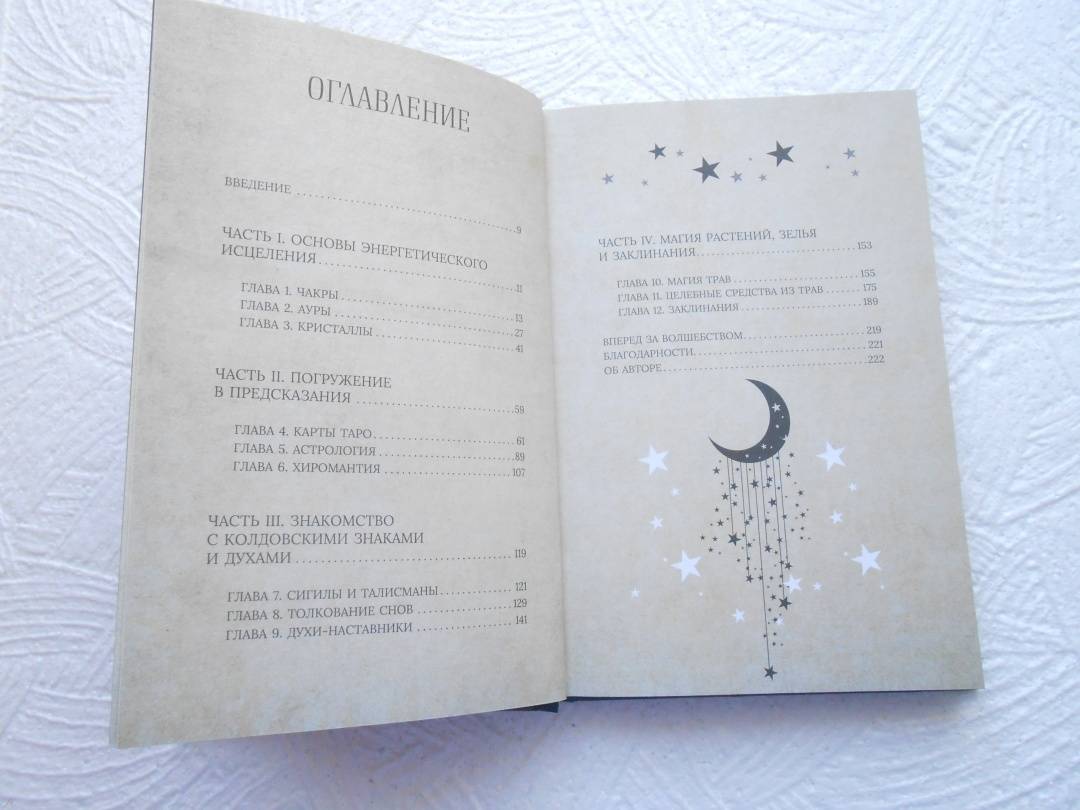 ОГЛАВЛЕНИЕ
ВВЕДЕНИЕ ........................ 9
ЧАСТЬ I. ОСНОВЫ ЭНЕРГЕТИЧЕСКОГО
ИСЦЕЛЕНИЯ ........................ 11
ГЛАВА 1. ЧАКРЫ ........................ 13
ГЛАВА 2. АУРЫ ........................ 27
ГЛАВА 3. КРИСТАЛЛЫ ........................ 41
ЧАСТЬ II. ПОГРУЖЕНИЕ
В ПРЕДСКАЗАНИЯ ........................ 59
ГЛАВА 4. КАРТЫ ТАРО ........................ 61
ГЛАВА 5. АСТРОЛОГИЯ ........................ 89
ГЛАВА 6. ХИРОМАНТИЯ ........................ 107
ЧАСТЬ III. ЗНАКОМСТВО
С КОЛДОВСКИМИ ЗНАКАМИ
И ДУХАМИ ........................ 119
ГЛАВА 7. СИГИЛЫ И ТАЛИСМАНЫ ............ 121
ГЛАВА 8. ТОЛКОВАНИЕ СНОВ ............ 129
ГЛАВА 9. ДУХИ-НАСТАВНИКИ ............ 141
ЧАСТЬ IV. МАГИЯ РАСТЕНИЙ, ЗЕЛЬЯ
И ЗАКЛИНАНИЯ ........................ 153
ГЛАВА 10. МАГИЯ ТРАВ ........................ 155
ГЛАВА 11. ЦЕЛЕБНЫЕ СРЕДСТВА ИЗ ТРАВ ........ 175
ГЛАВА 12. ЗАКЛИНАНИЯ ........................ 189
ВПЕРЕД ЗА ВОЛШЕБСТВОМ ........................ 219
БЛАГОДАРНОСТИ ........................ 221
ОБ АВТОРЕ ........................ 222